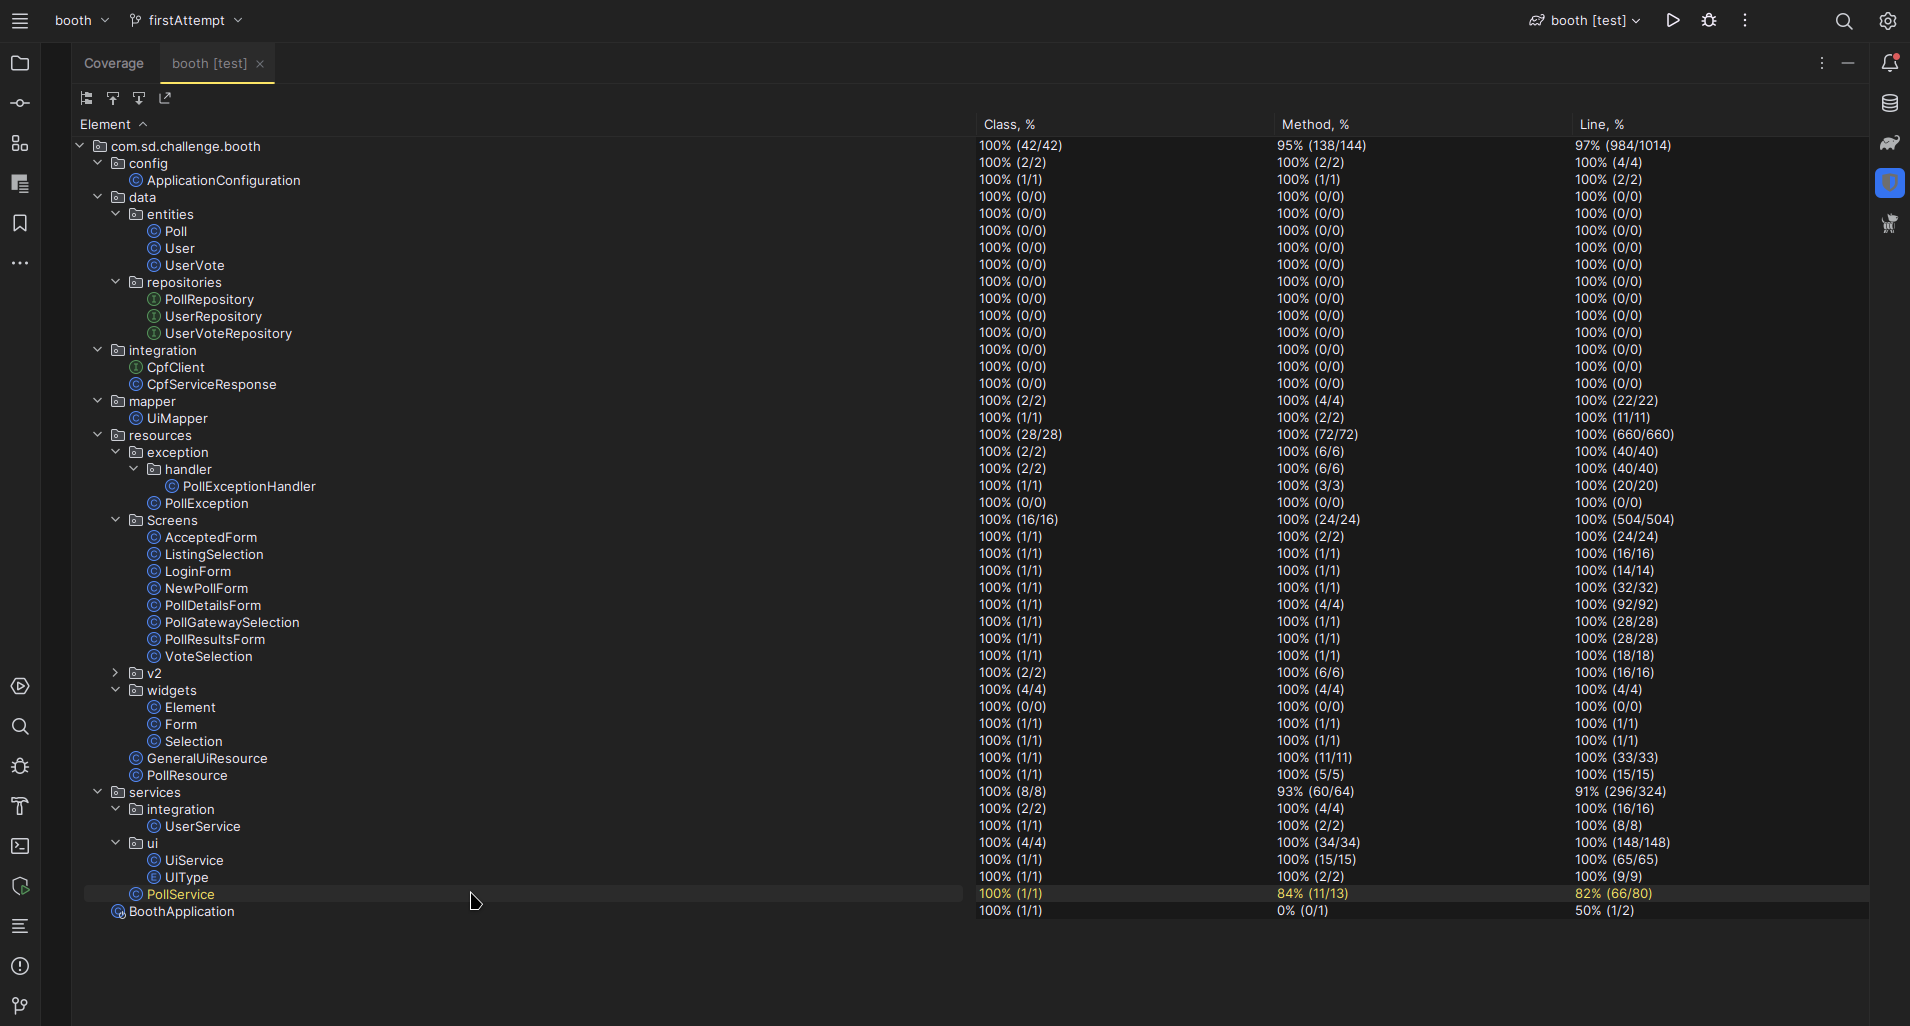 booth firstAttempt booth [test]
Coverage booth [test]
Element Class, % Method, % Line, %
com.sd.challenge.booth 100% (42/42) 95% (138/144) 97% (984/1014)
config 100% (2/2) 100% (2/2) 100% (4/4)
ApplicationConfiguration 100% (1/1) 100% (1/1) 100% (2/2)
data 100% (0/0) 100% (0/0) 100% (0/0)
entities 100% (0/0) 100% (0/0) 100% (0/0)
Poll 100% (0/0) 100% (0/0) 100% (0/0)
User 100% (0/0) 100% (0/0) 100% (0/0)
UserVote 100% (0/0) 100% (0/0) 100% (0/0)
repositories 100% (0/0) 100% (0/0) 100% (0/0)
PollRepository 100% (0/0) 100% (0/0) 100% (0/0)
UserRepository 100% (0/0) 100% (0/0) 100% (0/0)
UserVoteRepository 100% (0/0) 100% (0/0) 100% (0/0)
integration 100% (0/0) 100% (0/0) 100% (0/0)
CpfClient 100% (0/0) 100% (0/0) 100% (0/0)
CpfServiceResponse 100% (0/0) 100% (0/0) 100% (0/0)
mapper 100% (2/2) 100% (4/4) 100% (22/22)
UiMapper 100% (1/1) 100% (2/2) 100% (11/11)
resources 100% (28/28) 100% (72/72) 100% (660/660)
exception 100% (2/2) 100% (6/6) 100% (40/40)
handler 100% (2/2) 100% (6/6) 100% (40/40)
PollExceptionHandler 100% (1/1) 100% (3/3) 100% (20/20)
PollException 100% (0/0) 100% (0/0) 100% (0/0)
Screens 100% (16/16) 100% (24/24) 100% (504/504)
AcceptedForm 100% (1/1) 100% (2/2) 100% (24/24)
ListingSelection 100% (1/1) 100% (1/1) 100% (16/16)
LoginForm 100% (1/1) 100% (1/1) 100% (14/14)
NewPollForm 100% (1/1) 100% (1/1) 100% (32/32)
PollDetailsForm 100% (1/1) 100% (4/4) 100% (92/92)
PollGatewaySelection 100% (1/1) 100% (1/1) 100% (28/28)
PollResultsForm 100% (1/1) 100% (1/1) 100% (28/28)
VoteSelection 100% (1/1) 100% (1/1) 100% (18/18)
v2 100% (2/2) 100% (6/6) 100% (16/16)
widgets 100% (4/4) 100% (4/4) 100% (4/4)
Element 100% (0/0) 100% (0/0) 100% (0/0)
Form 100% (1/1) 100% (1/1) 100% (1/1)
Selection 100% (1/1) 100% (1/1) 100% (1/1)
GeneralUiResource 100% (1/1) 100% (11/11) 100% (33/33)
PollResource 100% (1/1) 100% (5/5) 100% (15/15)
services 100% (8/8) 93% (60/64) 91% (296/324)
integration 100% (2/2) 100% (4/4) 100% (16/16)
UserService 100% (1/1) 100% (2/2) 100% (8/8)
ui 100% (4/4) 100% (34/34) 100% (148/148)
UiService 100% (1/1) 100% (15/15) 100% (65/65)
UIType 100% (1/1) 100% (2/2) 100% (9/9)
PollService 100% (1/1) 84% (11/13) 82% (66/80)
BoothApplication 100% (1/1) 0% (0/1) 50% (1/2)